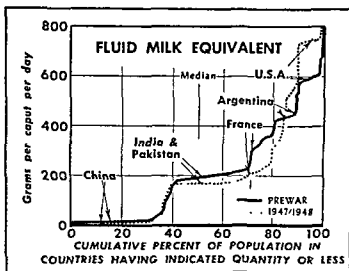 FLUID MILK EQUIVALENT
Grams per caput per day
800
600
400
200
0
Median
U.S.A.
Argentina
France
India &
Pakistan
China
PREWAR
1947/1948
0 20 40 60 80 100
CUMULATIVE PERCENT OF POPULATION IN
COUNTRIES HAVING INDICATED QUANTITY OR LESS